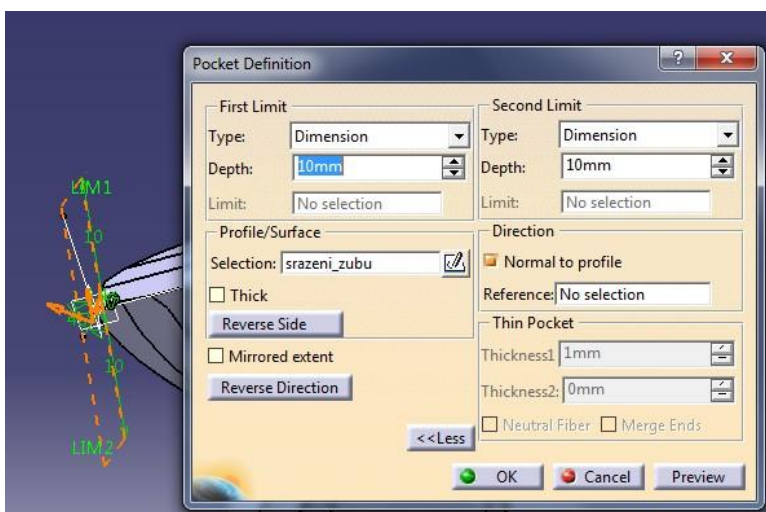 Pocket Definition
? X
First Limit
Type: Dimension
Depth: 10mm
Limit: No selection
Second Limit
Type: Dimension
Depth: 10mm
Limit: No selection
Profile/Surface
Selection: srazeni_zubu
Thick
Reverse Side
Mirrored extent
Reverse Direction
<<Less
Direction
Normal to profile
Reference: No selection
Thin Pocket
Thickness1 1mm
Thickness2: 0mm
Neutral Fiber Merge Ends
OK Cancel Preview
LIM1
10
10
LIM2